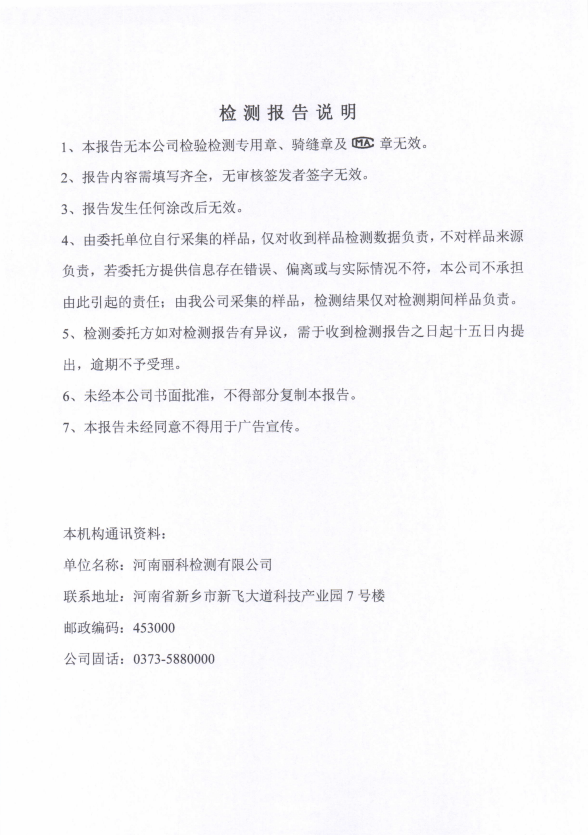 检测报告说明
1、本报告无本公司检验检测专用章、骑缝章及 MA 章无效。
2、报告内容需填写齐全，无审核签发者签字无效。
3、报告发生任何涂改后无效。
4、由委托单位自行采集的样品，仅对收到样品检测数据负责，不对样品来源
负责，若委托方提供信息存在错误、偏离或与实际情况不符，本公司不承担
由此引起的责任；由我公司采集的样品，检测结果仅对检测期间样品负责。
5、检测委托方如对检测报告有异议，需于收到检测报告之日起十五日内提
出，逾期不予受理。
6、未经本公司书面批准，不得部分复制本报告。
7、本报告未经同意不得用于广告宣传。
本机构通讯资料：
单位名称：河南丽科检测有限公司
联系地址：河南省新乡市新飞大道科技产业园 7 号楼
邮政编码：453000
公司固话：0373-5880000